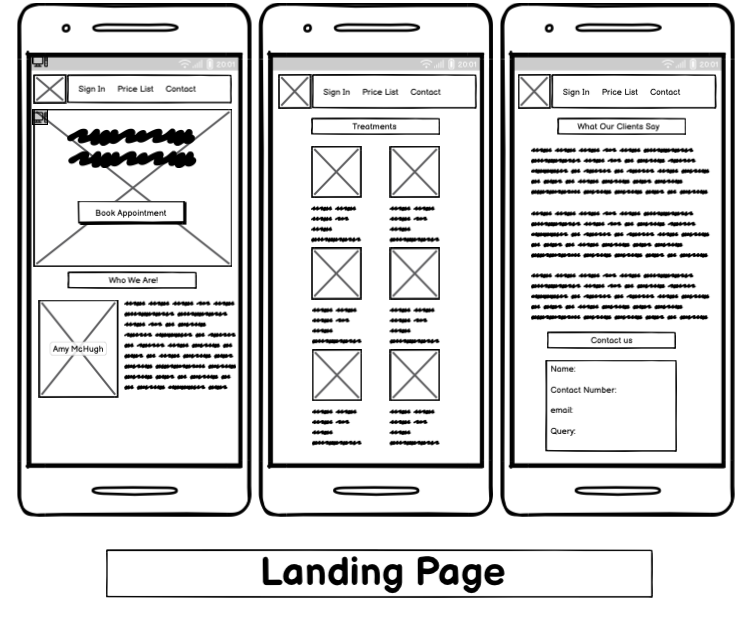 20:01
Sign In Price List Contact
Book Appointment
Who We Are!
Amy McHugh
20:01
Sign In Price List Contact
Treatments
20:01
Sign In Price List Contact
What Our Clients Say
Contact us
Name:
Contact Number:
email:
Query:
Landing Page